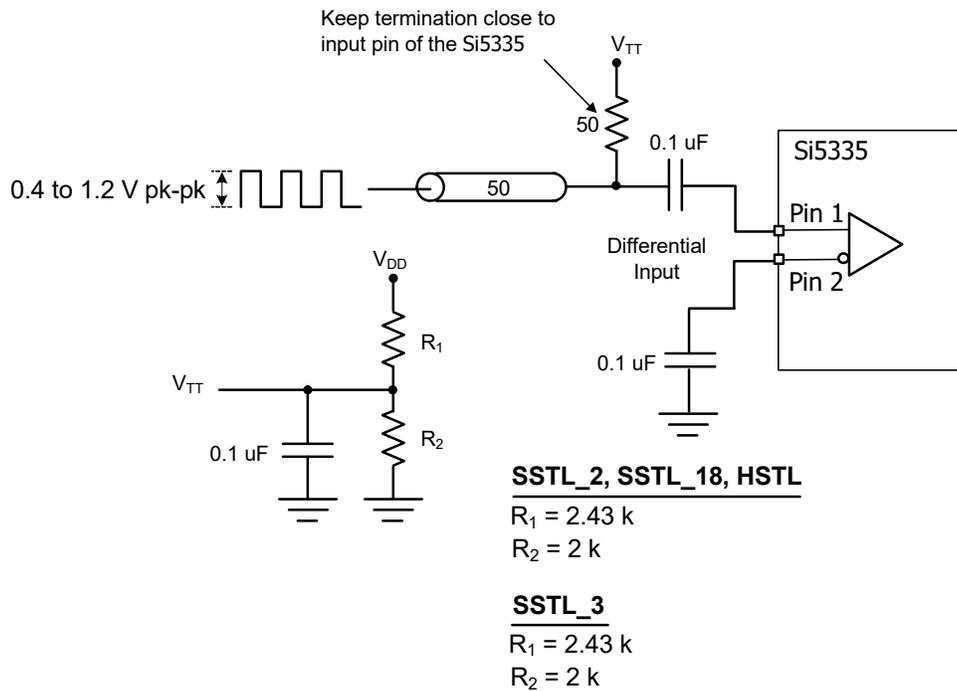 Keep termination close to
input pin of the Si5335
V_TT
50
0.1 uF
Si5335
0.4 to 1.2 V pk-pk
50
Pin 1
Differential
Input
Pin 2
V_DD
R_1
0.1 uF
V_TT
R_2
0.1 uF
SSTL_2, SSTL_18, HSTL
R_1 = 2.43 k
R_2 = 2 k
SSTL_3
R_1 = 2.43 k
R_2 = 2 k